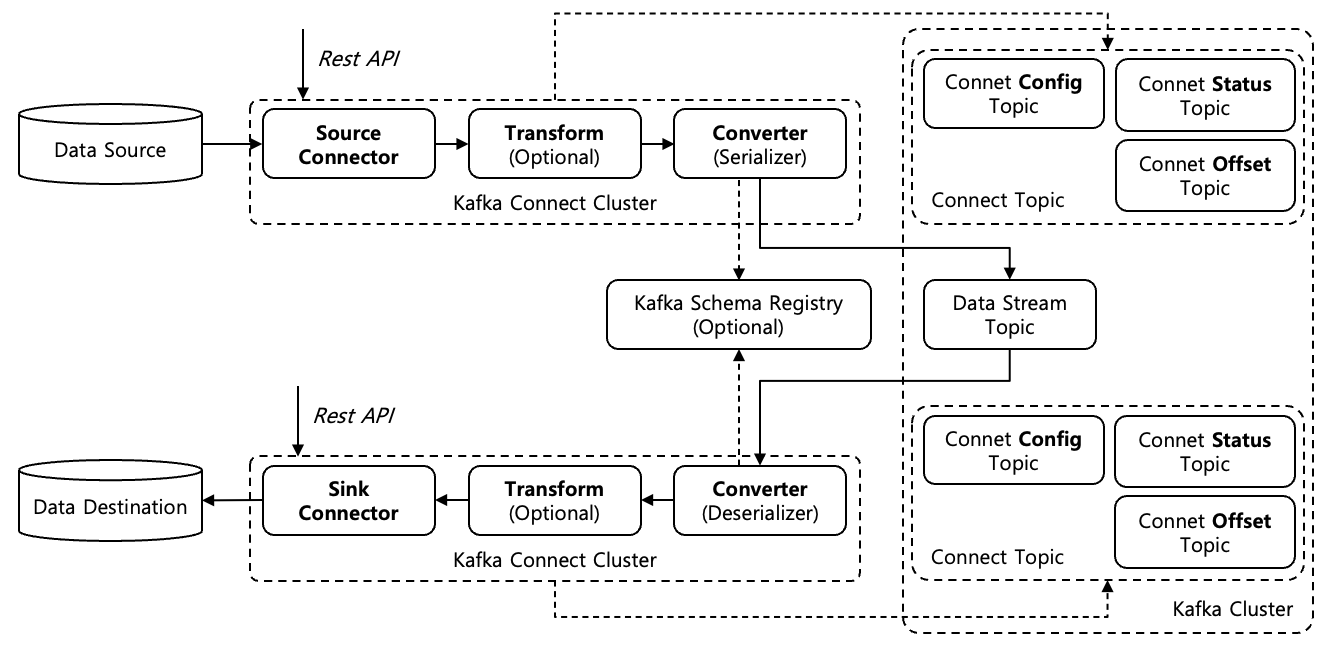 Rest API
Data Source
Source
Connector
Transform
(Optional)
Converter
(Serializer)
Kafka Connect Cluster
Connet Config
Topic
Connet Status
Topic
Connet Offset
Topic
Connect Topic
Kafka Schema Registry
(Optional)
Data Stream
Topic
Rest API
Data Destination
Sink
Connector
Transform
(Optional)
Converter
(Deserializer)
Kafka Connect Cluster
Connet Config
Topic
Connet Status
Topic
Connet Offset
Topic
Connect Topic
Kafka Cluster